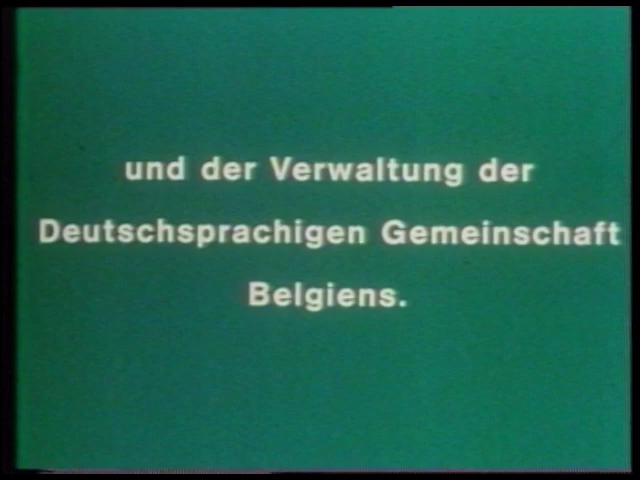 und der Verwaltung der
Deutschsprachigen Gemeinschaft
Belgiens.